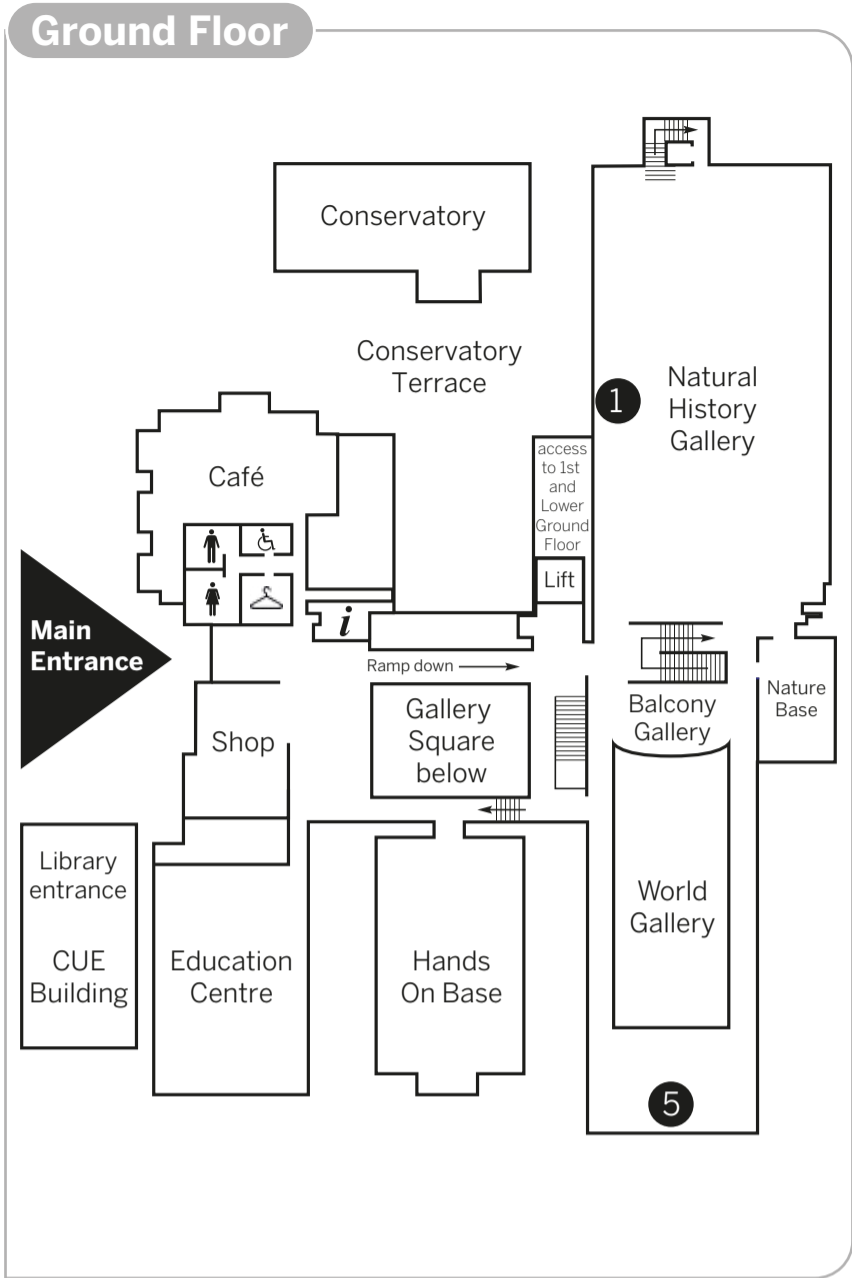 Ground Floor
Conservatory
Conservatory
Terrace
1
Natural
History
Gallery
access
to 1st
and
Lower
Ground
Floor
Lift
Café
Main
Entrance
i
Ramp down
Gallery
Square
below
Balcony
Gallery
Nature
Base
Shop
Library
entrance
CUE
Building
Education
Centre
Hands
On Base
World
Gallery
5